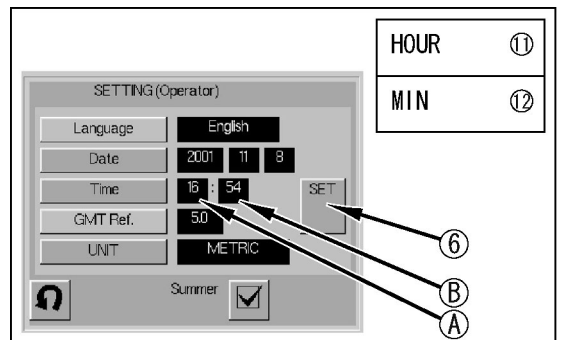 HOUR ⑪
MIN ⑫
SETTING (Operator)
Language English
Date 2001 11 8
Time 16 : 54 SET
GMT Ref. 5.0
UNIT METRIC
Summer
⑥
Ⓑ
Ⓐ